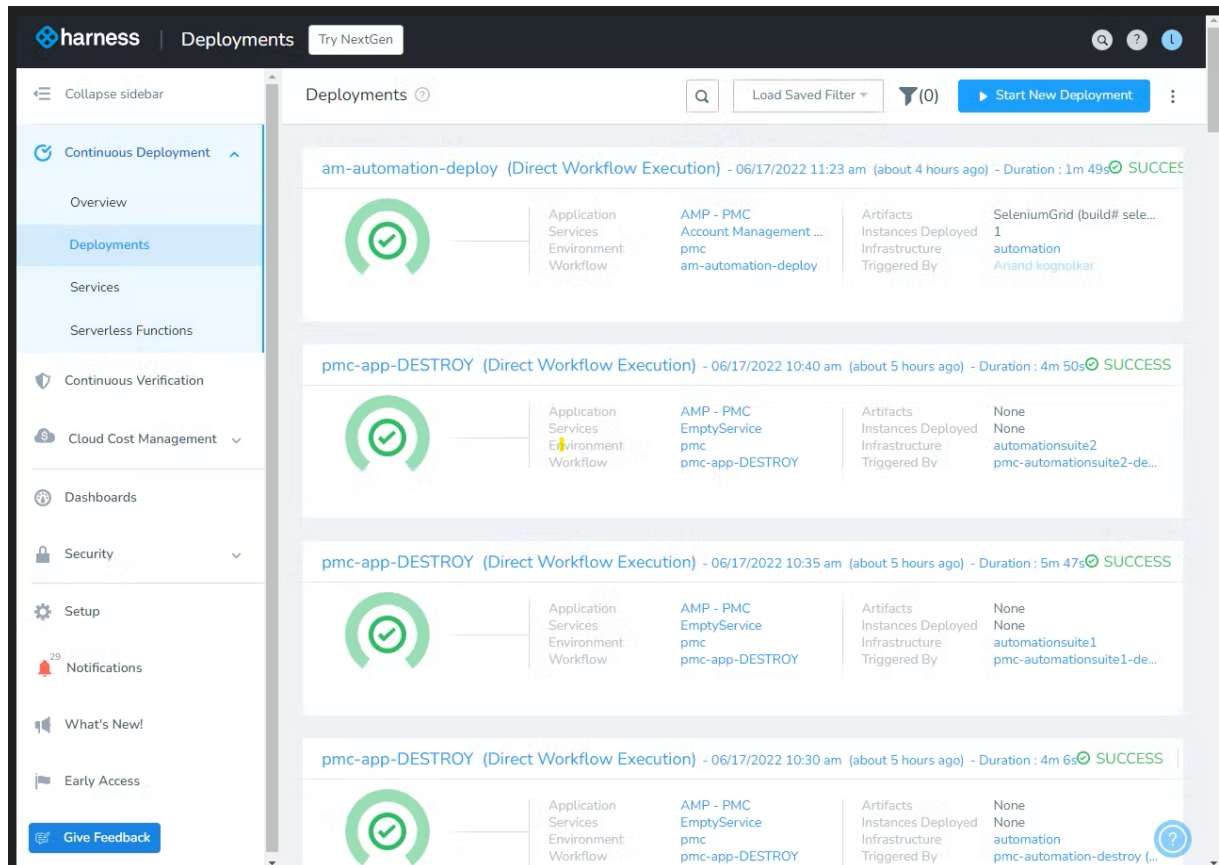 harness | Deployments Try NextGen
Collapse sidebar
Continuous Deployment
Overview
Deployments
Services
Serverless Functions
Continuous Verification
Cloud Cost Management
Dashboards
Security
Setup
29
Notifications
What's New!
Early Access
Give Feedback
Deployments
Load Saved Filter
(0)
Start New Deployment
am-automation-deploy (Direct Workflow Execution) - 06/17/2022 11:23 am (about 4 hours ago) - Duration : 1m 49s SUCCES
Application AMP - PMC
Services Account Management ...
Environment pmc
Workflow am-automation-deploy
Artifacts SeleniumGrid (build# sele...
Instances Deployed 1
Infrastructure automation
Triggered By Anand kognolkar
pmc-app-DESTROY (Direct Workflow Execution) - 06/17/2022 10:40 am (about 5 hours ago) - Duration : 4m 50s SUCCESS
Application AMP - PMC
Services EmptyService
Environment pmc
Workflow pmc-app-DESTROY
Artifacts None
Instances Deployed None
Infrastructure automationsuite2
Triggered By pmc-automationsuite2-de...
pmc-app-DESTROY (Direct Workflow Execution) - 06/17/2022 10:35 am (about 5 hours ago) - Duration : 5m 47s SUCCESS
Application AMP - PMC
Services EmptyService
Environment pmc
Workflow pmc-app-DESTROY
Artifacts None
Instances Deployed None
Infrastructure automationsuite1
Triggered By pmc-automationsuite1-de...
pmc-app-DESTROY (Direct Workflow Execution) - 06/17/2022 10:30 am (about 5 hours ago) - Duration : 4m 6s SUCCESS
Application AMP - PMC
Services EmptyService
Environment pmc
Workflow pmc-app-DESTROY
Artifacts None
Instances Deployed None
Infrastructure automation
Triggered By pmc-automation-destroy (...